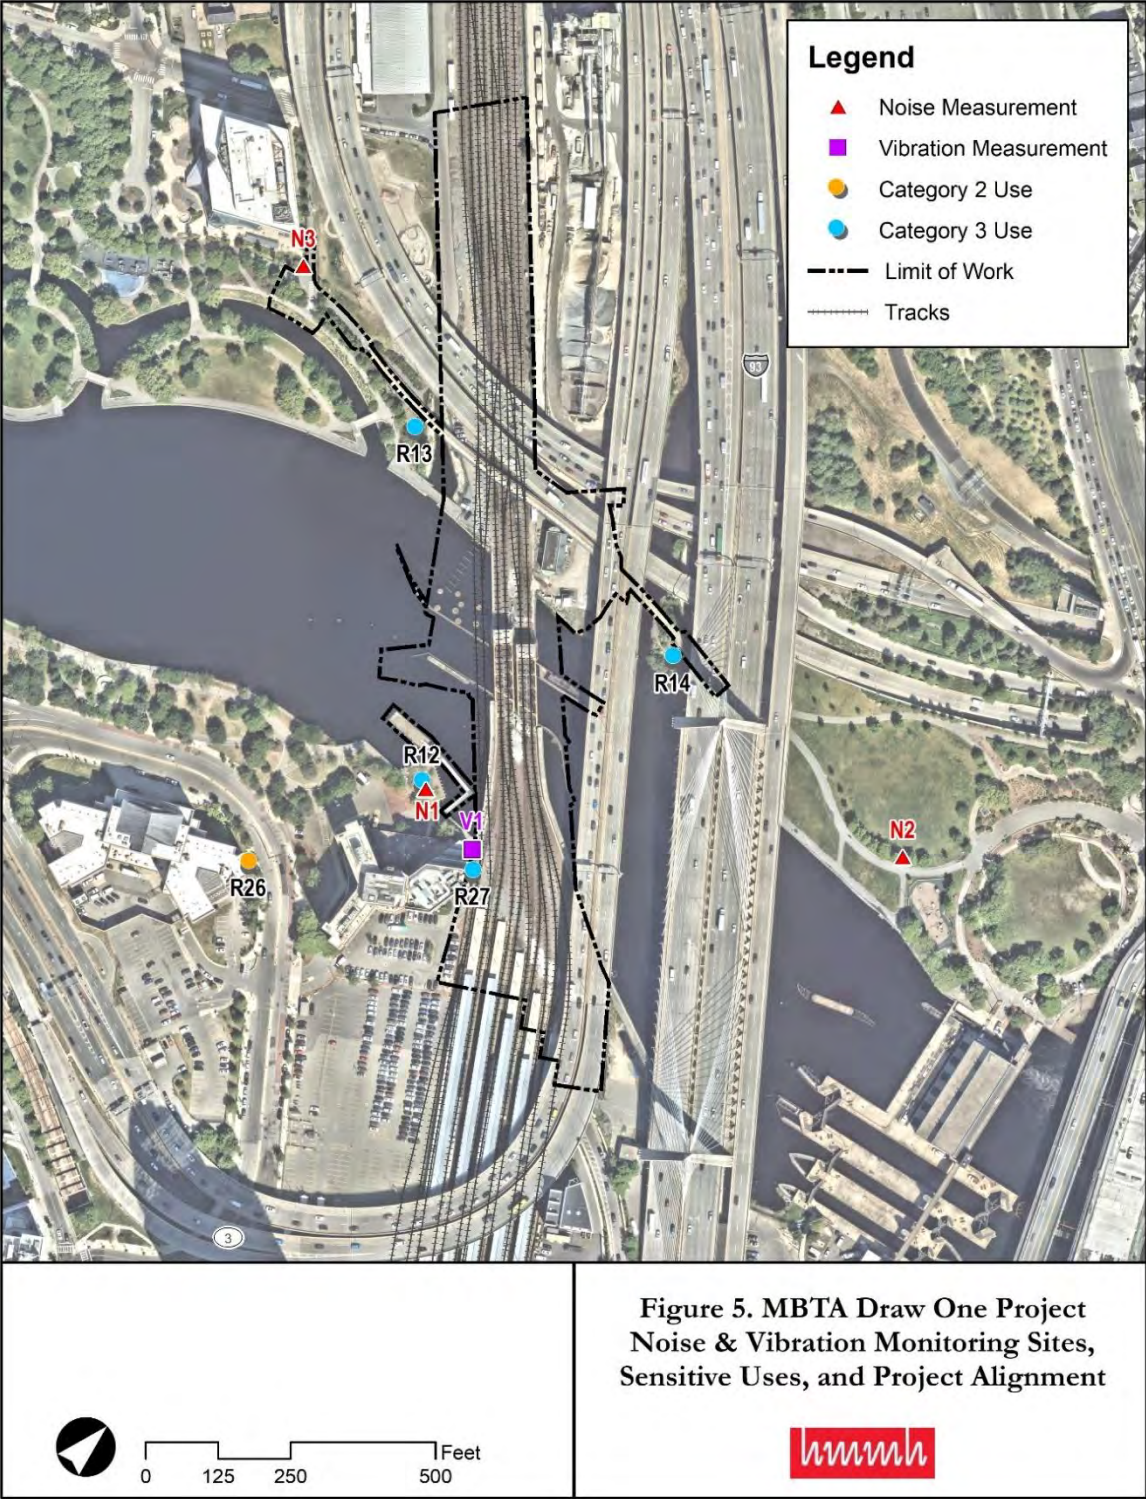 Legend
Noise Measurement
Vibration Measurement
Category 2 Use
Category 3 Use
Limit of Work
Tracks
N3
93
R13
R14
R12
N1
V1
N2
R26
R27
3
Figure 5. MBTA Draw One Project
Noise & Vibration Monitoring Sites,
Sensitive Uses, and Project Alignment
Feet
0 125 250 500
hmmh